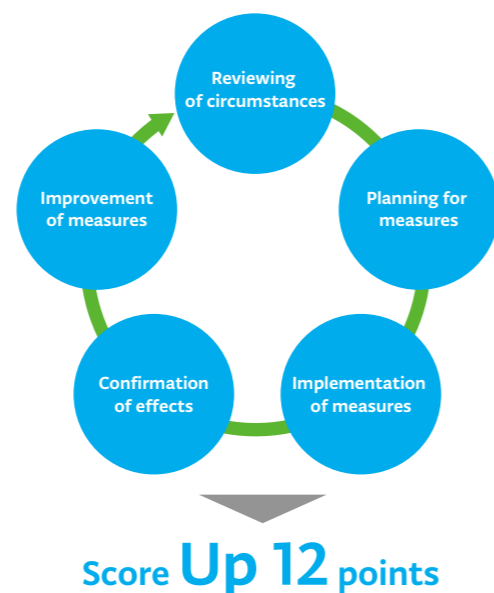 Reviewing
of circumstances
Planning for
measures
Implementation
of measures
Confirmation
of effects
Improvement
of measures
Score Up 12 points